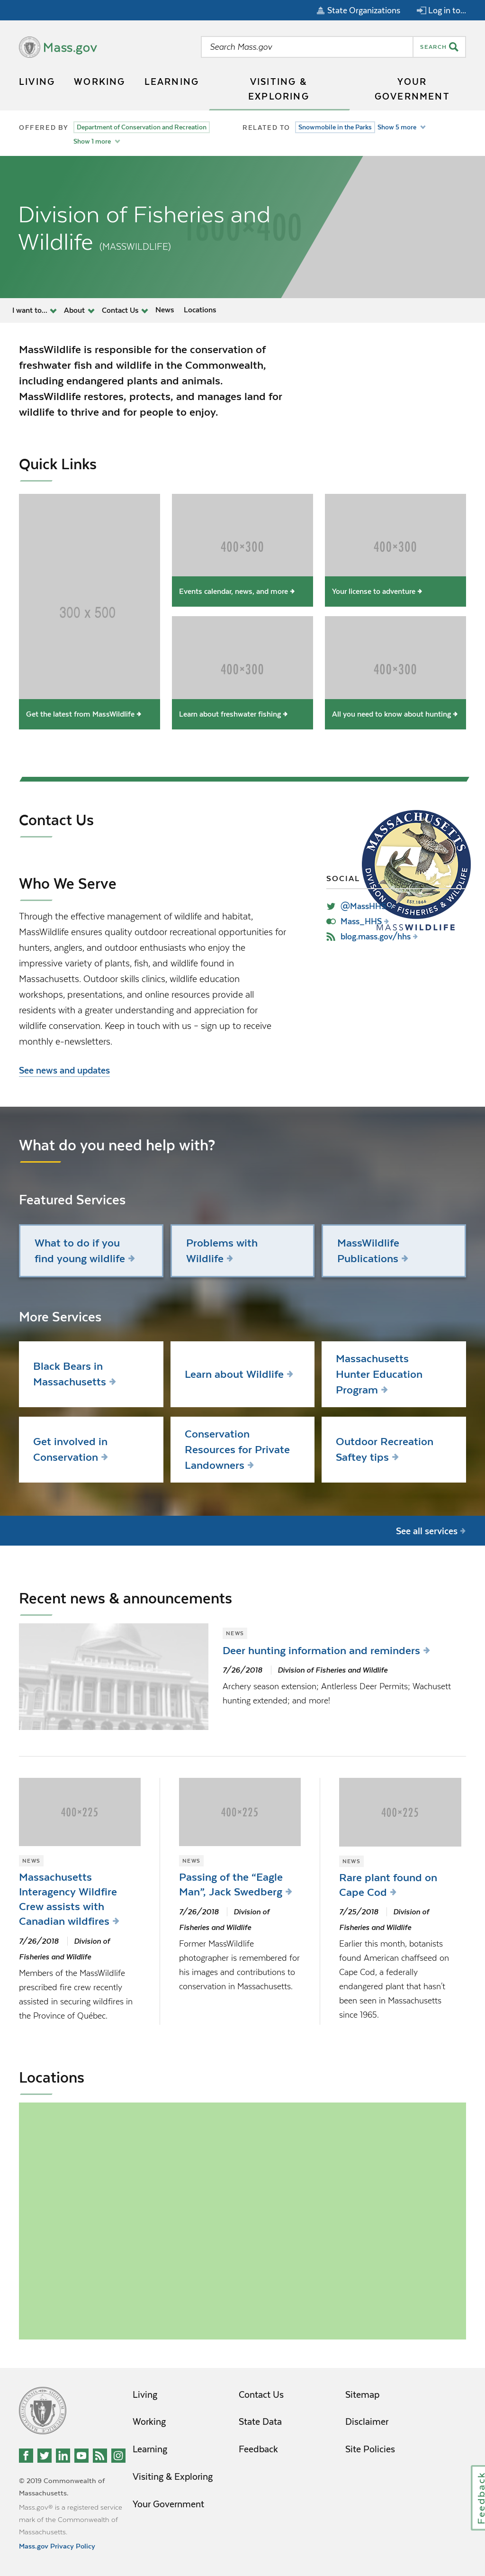 State Organizations
Log in to...
Mass.gov
Search Mass.gov
SEARCH
LIVING
WORKING
LEARNING
VISITING &
EXPLORING
YOUR
GOVERNMENT
OFFERED BY
Department of Conservation and Recreation
Show 1 more
RELATED TO
Snowmobile in the Parks
Show 5 more
1600×400
Division of Fisheries and
Wildlife (MASSWILDLIFE)
I want to...
About
Contact Us
News
Locations
MassWildlife is responsible for the conservation of
freshwater fish and wildlife in the Commonwealth,
including endangered plants and animals.
MassWildlife restores, protects, and manages land for
wildlife to thrive and for people to enjoy.
Quick Links
300 x 500
Get the latest from MassWildlife
400×300
Events calendar, news, and more
400×300
Your license to adventure
400×300
Learn about freshwater fishing
400×300
All you need to know about hunting
Contact Us
Who We Serve
Through the effective management of wildlife and habitat,
MassWildlife ensures quality outdoor recreational opportunities for
hunters, anglers, and outdoor enthusiasts who enjoy the
impressive variety of plants, fish, and wildlife found in
Massachusetts. Outdoor skills clinics, wildlife education
workshops, presentations, and online resources provide all
residents with a greater understanding and appreciation for
wildlife conservation. Keep in touch with us – sign up to receive
monthly e-newsletters.
See news and updates
SOCIAL
@MassHHS
Mass_HHS
blog.mass.gov/hhs
MASSACHUSETTS
DIVISION OF FISHERIES & WILDLIFE
EST 1866
MASSWILDLIFE
What do you need help with?
Featured Services
What to do if you
find young wildlife
Problems with
Wildlife
MassWildlife
Publications
More Services
Black Bears in
Massachusetts
Learn about Wildlife
Massachusetts
Hunter Education
Program
Get involved in
Conservation
Conservation
Resources for Private
Landowners
Outdoor Recreation
Saftey tips
See all services
Recent news & announcements
NEWS
Deer hunting information and reminders
7/26/2018
Division of Fisheries and Wildlife
Archery season extension; Antlerless Deer Permits; Wachusett
hunting extended; and more!
400×225
NEWS
Massachusetts
Interagency Wildfire
Crew assists with
Canadian wildfires
7/26/2018
Division of
Fisheries and Wildlife
Members of the MassWildlife
prescribed fire crew recently
assisted in securing wildfires in
the Province of Québec.
400×225
NEWS
Passing of the “Eagle
Man”, Jack Swedberg
7/26/2018
Division of
Fisheries and Wildlife
Former MassWildlife
photographer is remembered for
his images and contributions to
conservation in Massachusetts.
400×225
NEWS
Rare plant found on
Cape Cod
7/25/2018
Division of
Fisheries and Wildlife
Earlier this month, botanists
found American chaffseed on
Cape Cod, a federally
endangered plant that hasn't
been seen in Massachusetts
since 1965.
Locations
Living
Working
Learning
Visiting & Exploring
Your Government
Contact Us
State Data
Feedback
Sitemap
Disclaimer
Site Policies
© 2019 Commonwealth of
Massachusetts.
Mass.gov® is a registered service
mark of the Commonwealth of
Massachusetts.
Mass.gov Privacy Policy
Feedback